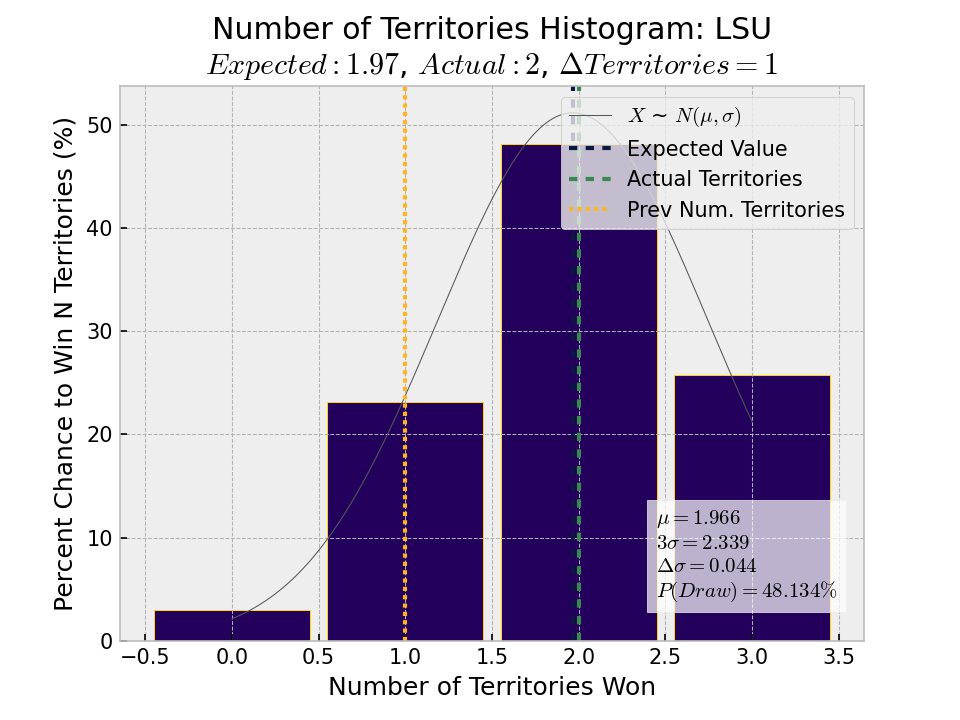 Number of Territories Histogram: LSU
Expected : 1.97, Actual : 2, ΔTerritories = 1
Percent Chance to Win N Territories (%)
50
40
30
20
10
0
X ~ N(μ, σ)
Expected Value
Actual Territories
Prev Num. Territories
μ = 1.966
3σ = 2.339
Δσ = 0.044
P(Draw) = 48.134%
−0.5 0.0 0.5 1.0 1.5 2.0 2.5 3.0 3.5
Number of Territories Won